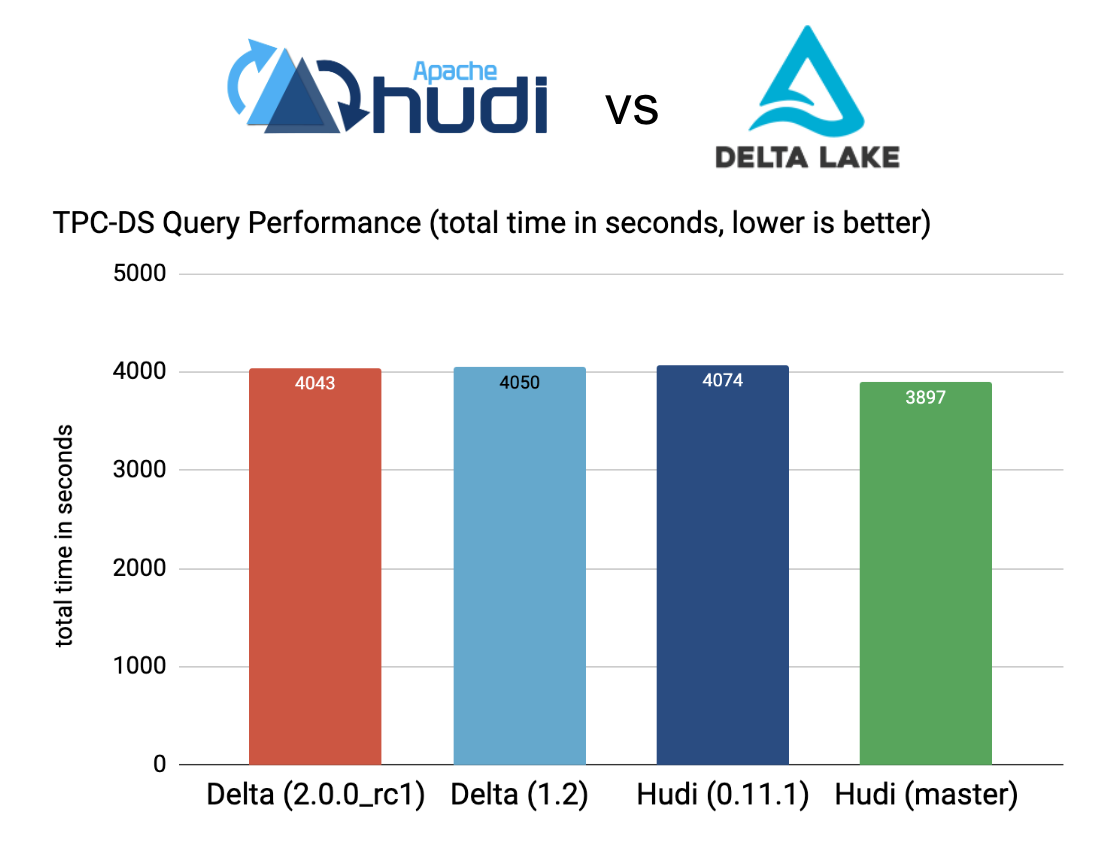 Apache
hudi
vs
DELTA LAKE
TPC-DS Query Performance (total time in seconds, lower is better)
total time in seconds
5000
4000
3000
2000
1000
0
4043
4050
4074
3897
Delta (2.0.0_rc1)
Delta (1.2)
Hudi (0.11.1)
Hudi (master)